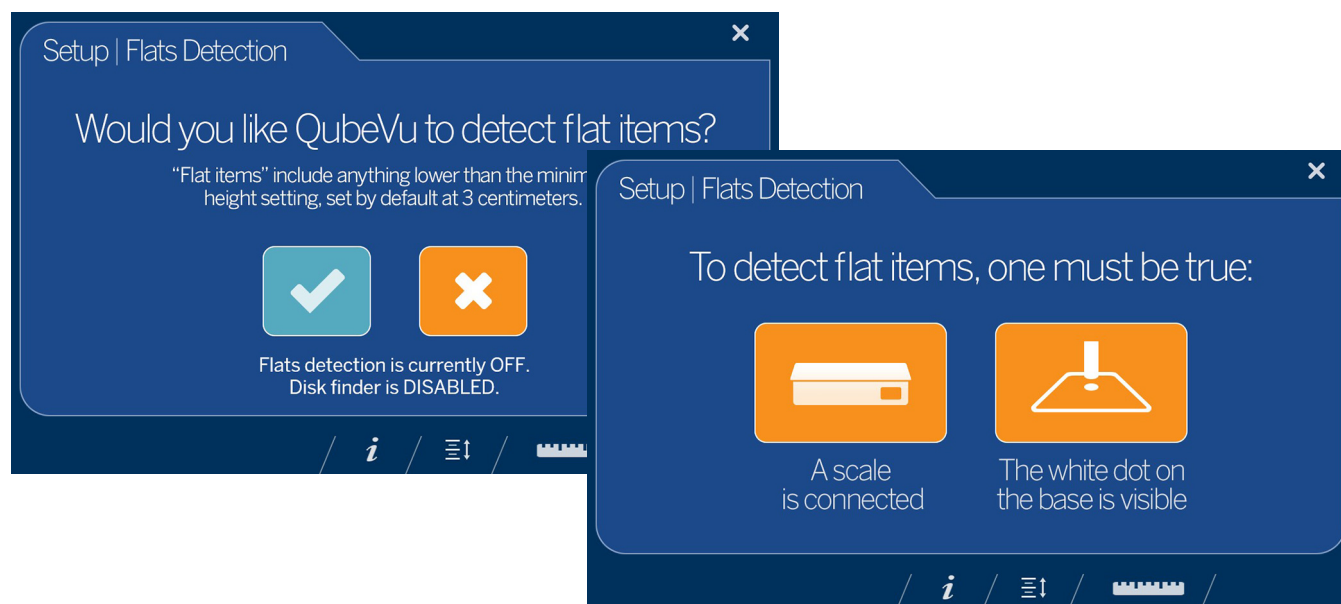 Setup | Flats Detection
Would you like QubeVu to detect flat items?
“Flat items” include anything lower than the
height setting, set by default at 3 centimeters.
Flats detection is currently OFF.
Disk finder is DISABLED.
Setup | Flats Detection
To detect flat items, one must be true:
A scale
is connected
The white dot on
the base is visible